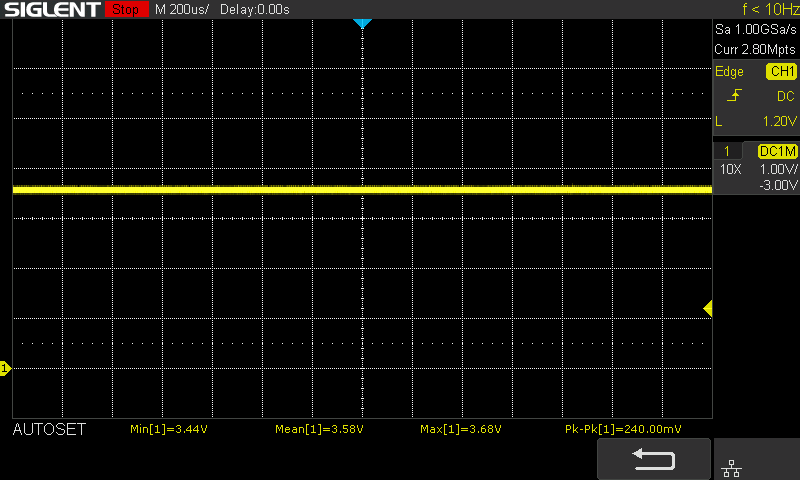 SIGLENT Stop M 200us/ Delay:0.00s f < 10Hz
Sa 1.00GSa/s
Curr 2.80Mpts
Edge CH1
DC
L 1.20V
1 DC1M
10X 1.00V/
-3.00V
1
AUTOSET Min[1]=3.44V Mean[1]=3.58V Max[1]=3.68V Pk-Pk[1]=240.00mV